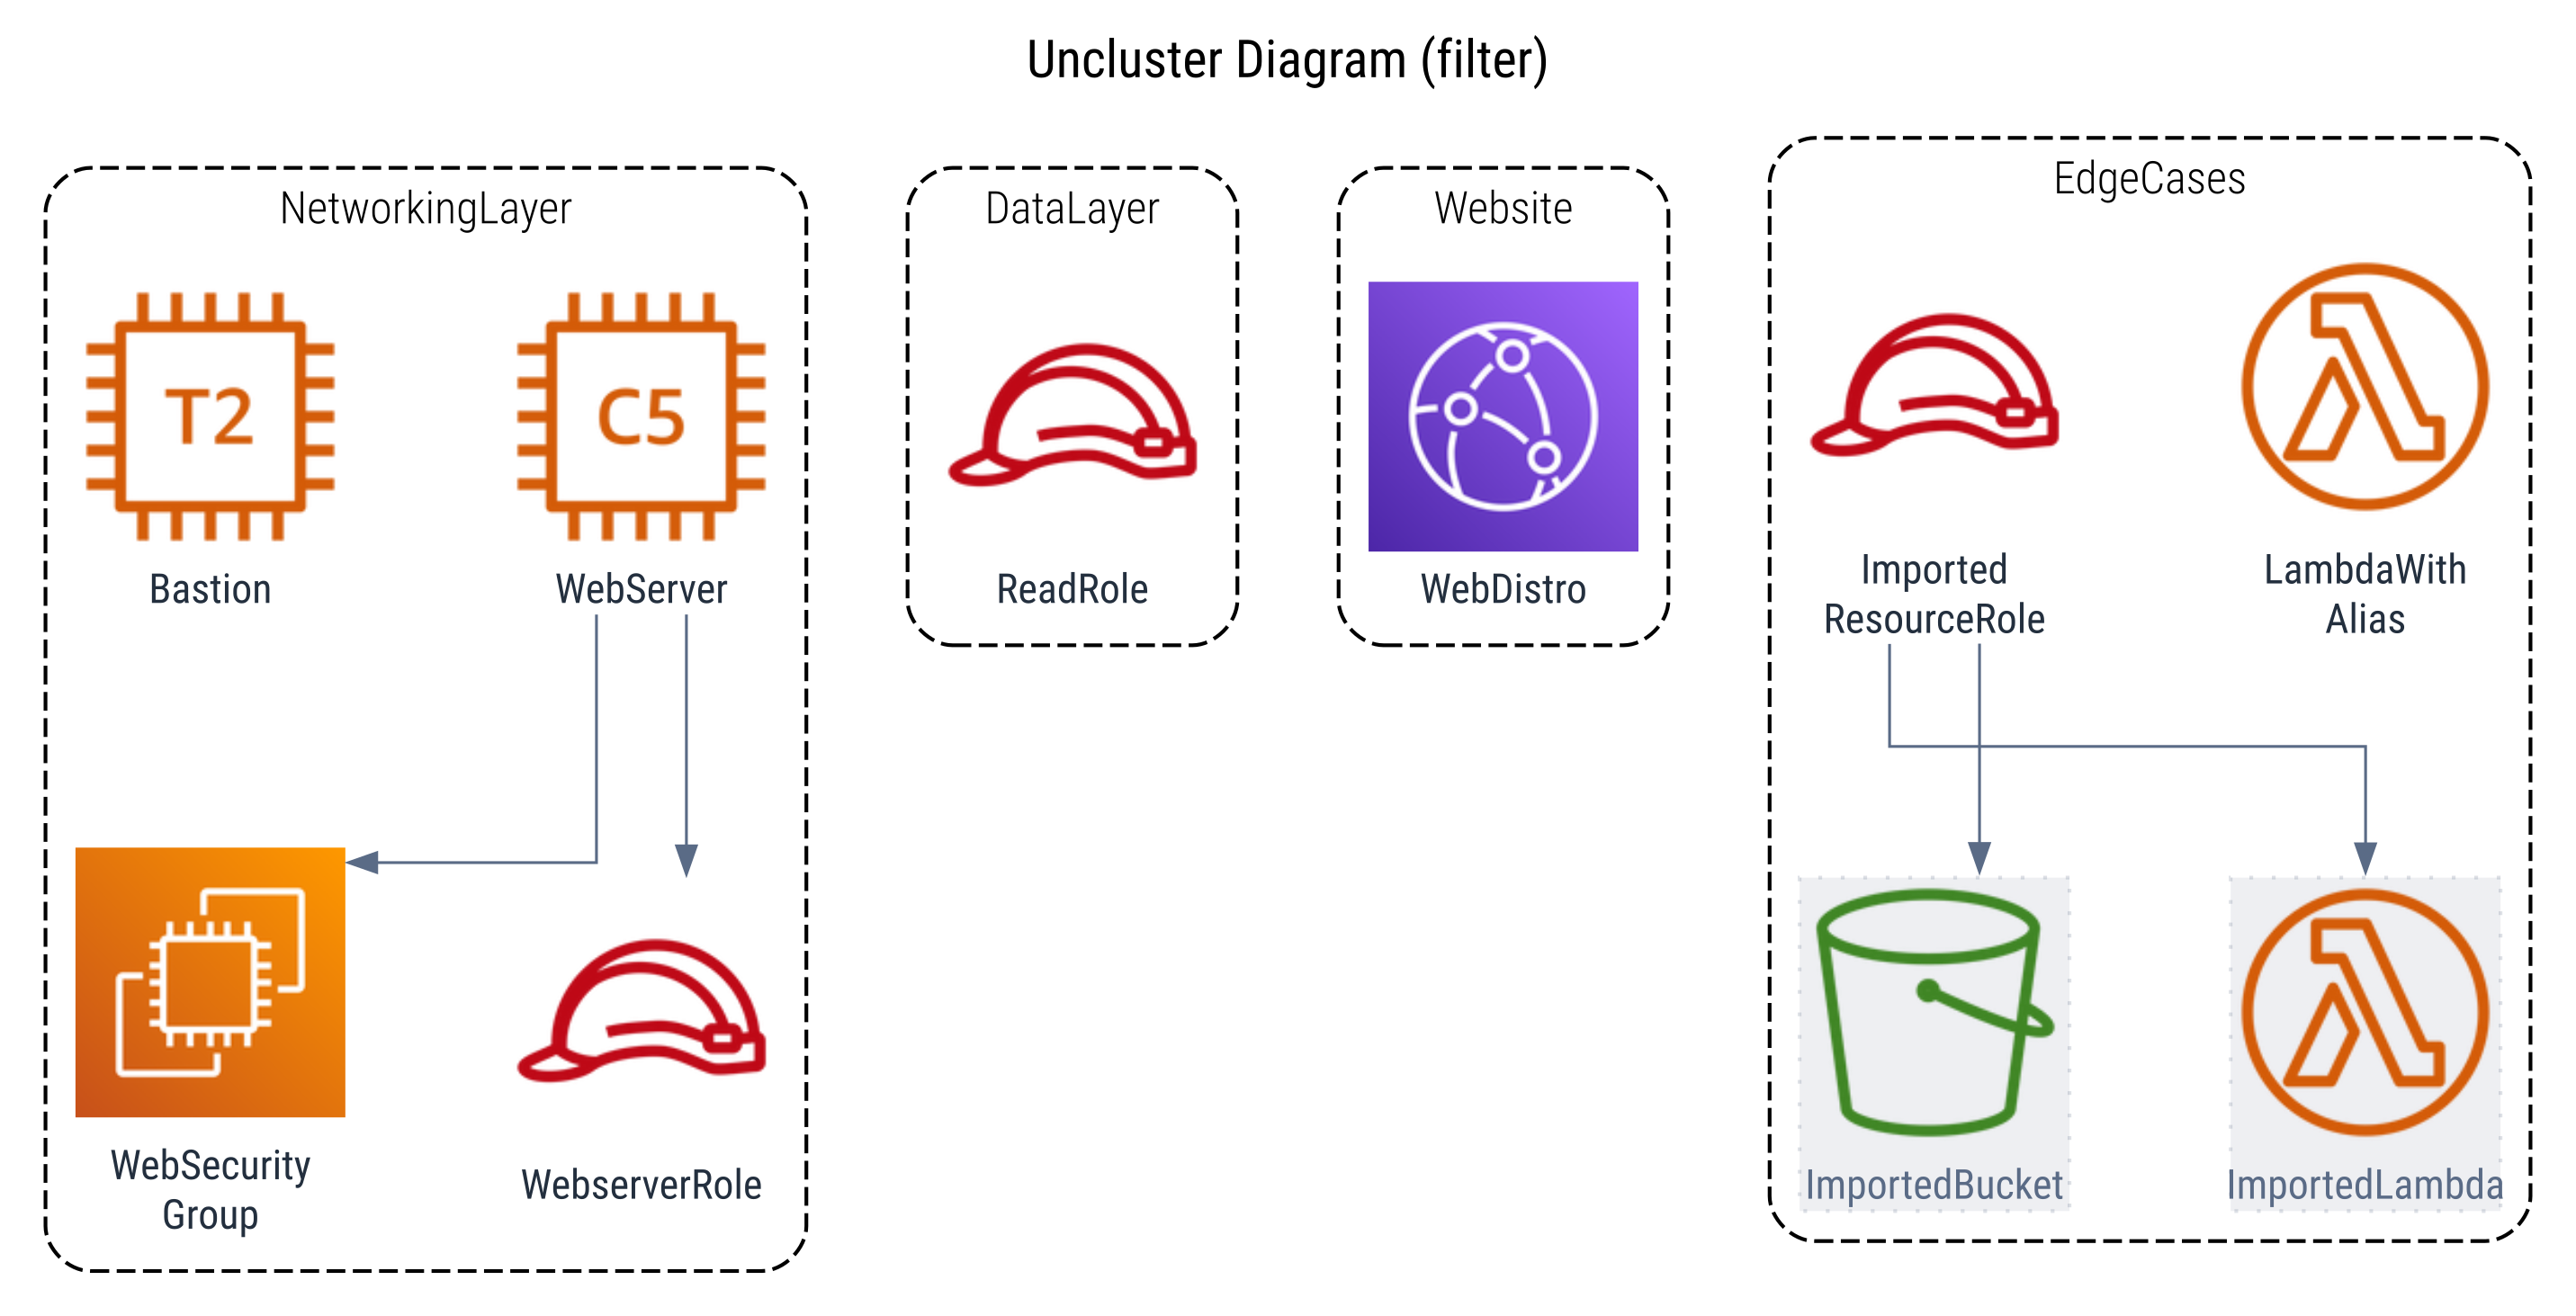 Uncluster Diagram (filter)
NetworkingLayer
T2
Bastion
C5
WebServer
WebSecurity
Group
WebserverRole
DataLayer
ReadRole
Website
WebDistro
EdgeCases
Imported
ResourceRole
LambdaWith
Alias
ImportedBucket
ImportedLambda